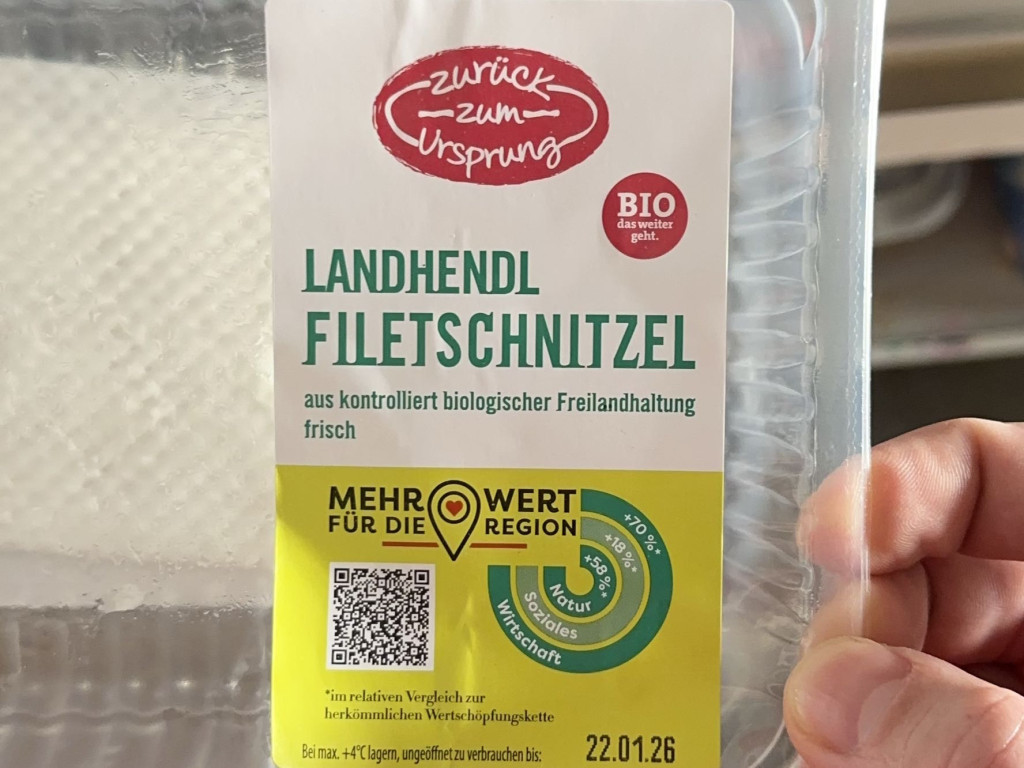 zurück
zum
Ursprung
BIO
das weiter
geht.
LANDHENDL
FILETSCHNITZEL
aus kontrolliert biologischer Freilandhaltung
frisch
MEHR WERT
FÜR DIE REGION
+70 %*
+18 %*
+58 %*
Natur
Soziales
Wirtschaft
*im relativen Vergleich zur
herkömmlichen Wertschöpfungskette
Bei max. +4°C lagern, ungeöffnet zu verbrauchen bis: 22.01.26